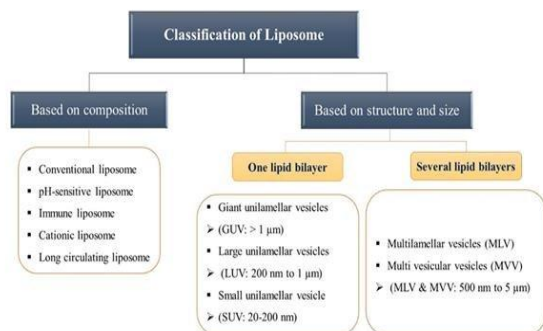 Classification of Liposome
Based on composition
Based on structure and size
▪ Conventional liposome
▪ pH-sensitive liposome
▪ Immune liposome
▪ Cationic liposome
▪ Long circulating liposome
One lipid bilayer
▪ Giant unilamellar vesicles
➢ (GUV: > 1 µm)
▪ Large unilamellar vesicles
➢ (LUV: 200 nm to 1 µm)
▪ Small unilamellar vesicle
➢ (SUV: 20-200 nm)
Several lipid bilayers
▪ Multilamellar vesicles (MLV)
▪ Multi vesicular vesicles (MVV)
➢ (MLV & MVV: 500 nm to 5 µm)